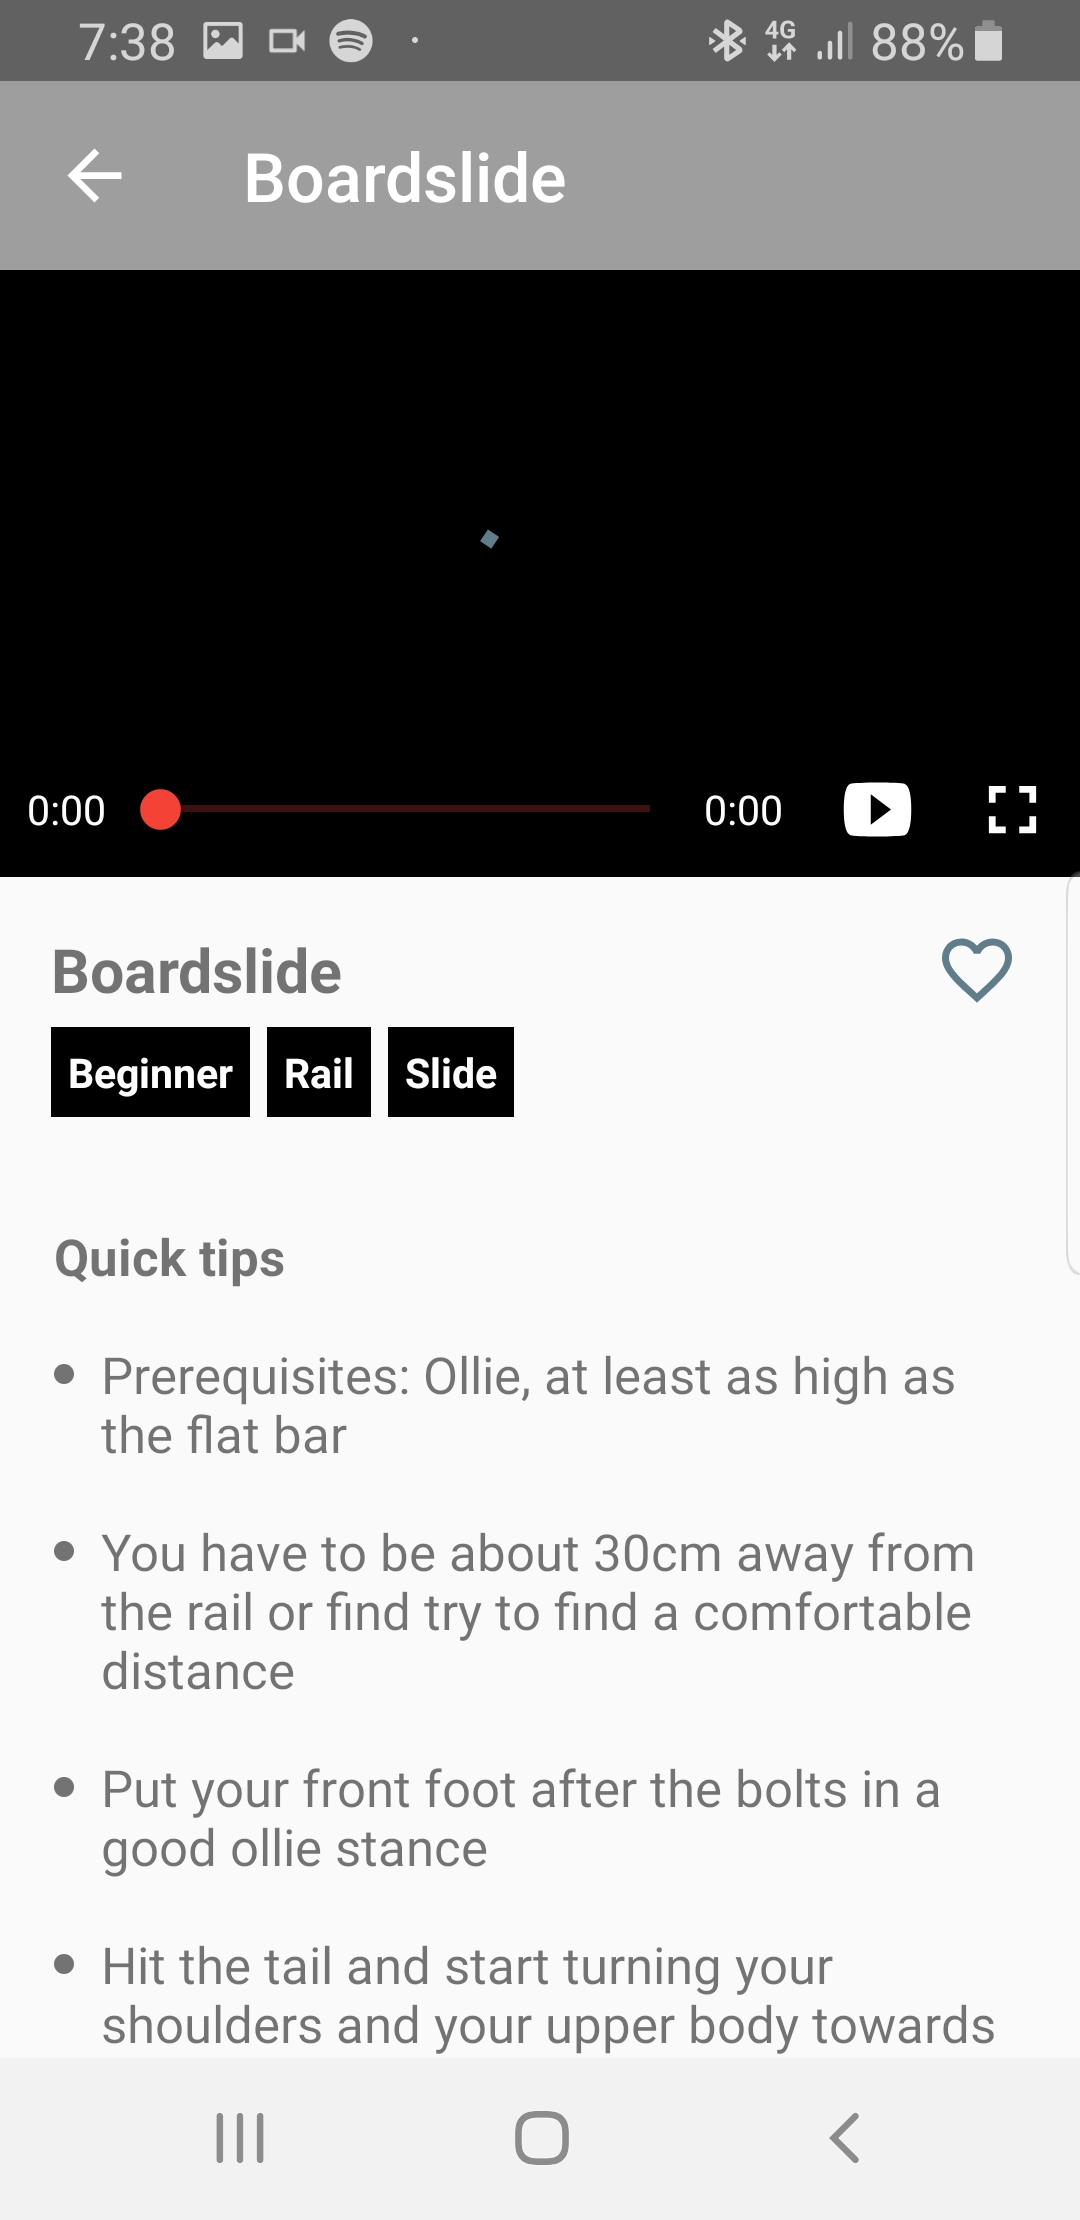 7:38 4G 88%
Boardslide
0:00 0:00
Boardslide
Beginner Rail Slide
Quick tips
• Prerequisites: Ollie, at least as high as
the flat bar
• You have to be about 30cm away from
the rail or find try to find a comfortable
distance
• Put your front foot after the bolts in a
good ollie stance
• Hit the tail and start turning your
shoulders and your upper body towards